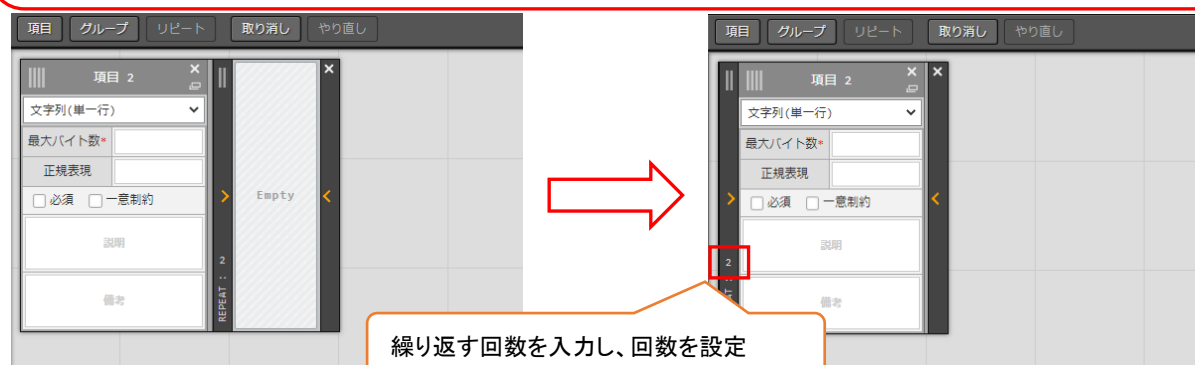 項目 グループ リピート 取り消し やり直し
項目 2
文字列(単一行)
最大バイト数*
正規表現
必須 一意制約
説明
備考
REPEAT : 2
Empty
項目 グループ リピート 取り消し やり直し
項目 2
文字列(単一行)
最大バイト数*
正規表現
必須 一意制約
説明
備考
2
繰り返す回数を入力し、回数を設定